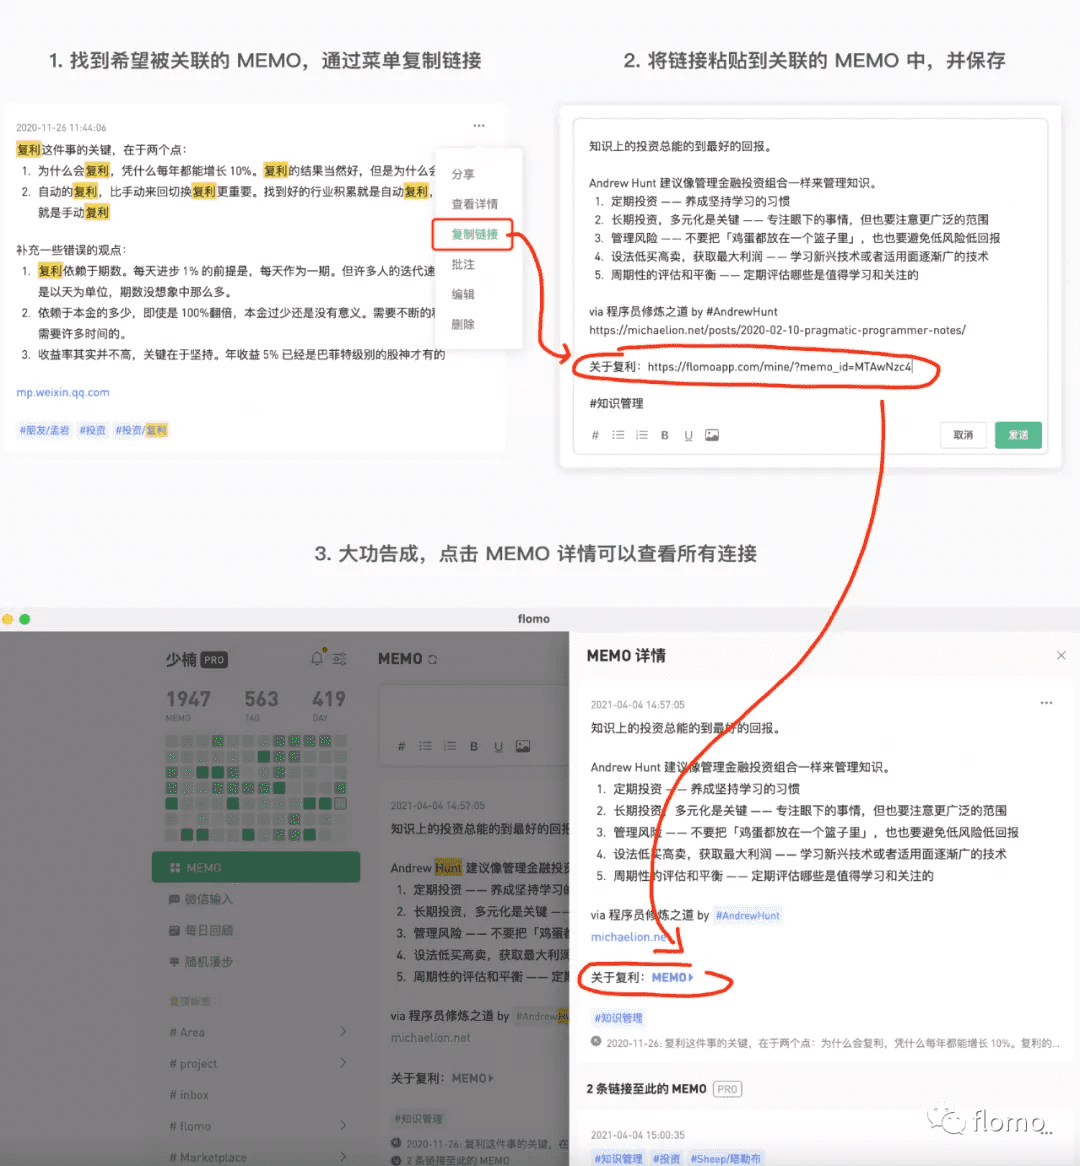 1. 找到希望被关联的 MEMO，通过菜单复制链接
2020-11-26 11:44:06
复利这件事的关键，在于两个点：
1. 为什么会复利，凭什么每年都能增长 10%。复利的结果当然好，但是为什么会
2. 自动的复利，比手动来回切换复利更重要。找到好的行业积累就是自动复利，
就是手动复利
补充一些错误的观点：
1. 复利依赖于期数。每天进步 1% 的前提是，每天作为一期。但许多人的迭代速
是以天为单位，期数没想象中那么多。
2. 依赖于本金的多少，即使是 100%翻倍，本金过少还是没有意义。需要不断的
需要许多时间的。
3. 收益率其实并不高，关键在于坚持。年收益 5% 已经是巴菲特级别的股神才有的
mp.weixin.qq.com
#朋友/孟岩 #投资 #投资/复利
分享
查看详情
复制链接
批注
编辑
删除
2. 将链接粘贴到关联的 MEMO 中，并保存
知识上的投资总能的到最好的回报。
Andrew Hunt 建议像管理金融投资组合一样来管理知识。
1. 定期投资 —— 养成坚持学习的习惯
2. 长期投资，多元化是关键 —— 专注眼下的事情，但也要注意更广泛的范围
3. 管理风险 —— 不要把「鸡蛋都放在一个篮子里」，也也要避免低风险低回报
4. 设法低买高卖，获取最大利润 —— 学习新兴技术或者适用面逐渐广的技术
5. 周期性的评估和平衡 —— 定期评估哪些是值得学习和关注的
via 程序员修炼之道 by #AndrewHunt
https://michaelion.net/posts/2020-02-10-pragmatic-programmer-notes/
关于复利：https://flomoapp.com/mine/?memo_id=MTAwNzc4
#知识管理
# B U
取消 发送
3. 大功告成，点击 MEMO 详情可以查看所有连接
flomo
少楠 PRO
1947 563 419
MEMO TAG DAY
MEMO
微信输入
每日回顾
随机漫步
置顶标签
# Area
# project
# inbox
# flomo
# Marketplace
MEMO
# B U
2021-04-04 14:57:05
知识上的投资总能的到最好的回报
Andrew Hunt 建议像管理金融投资
1. 定期投资 —— 养成坚持学习的
2. 长期投资，多元化是关键 ——
3. 管理风险 —— 不要把「鸡蛋
4. 设法低买高卖，获取最大利润
5. 周期性的评估和平衡 —— 定
via 程序员修炼之道 by #Andrew
michaelion.net
关于复利：MEMO
#知识管理
2020-11-26: 复利这件事的关键，在
2 条链接至此的 MEMO
MEMO 详情
2021-04-04 14:57:05
知识上的投资总能的到最好的回报。
Andrew Hunt 建议像管理金融投资组合一样来管理知识。
1. 定期投资 —— 养成坚持学习的习惯
2. 长期投资，多元化是关键 —— 专注眼下的事情，但也要注意更广泛的范围
3. 管理风险 —— 不要把「鸡蛋都放在一个篮子里」，也也要避免低风险低回报
4. 设法低买高卖，获取最大利润 —— 学习新兴技术或者适用面逐渐广的技术
5. 周期性的评估和平衡 —— 定期评估哪些是值得学习和关注的
via 程序员修炼之道 by #AndrewHunt
michaelion.net
关于复利：MEMO
#知识管理
2020-11-26: 复利这件事的关键，在于两个点：为什么会复利，凭什么每年都能增长 10%。复利的...
2 条链接至此的 MEMO PRO
2021-04-04 15:00:35
#知识管理 #投资 #Sheep/塔勒布
flomo